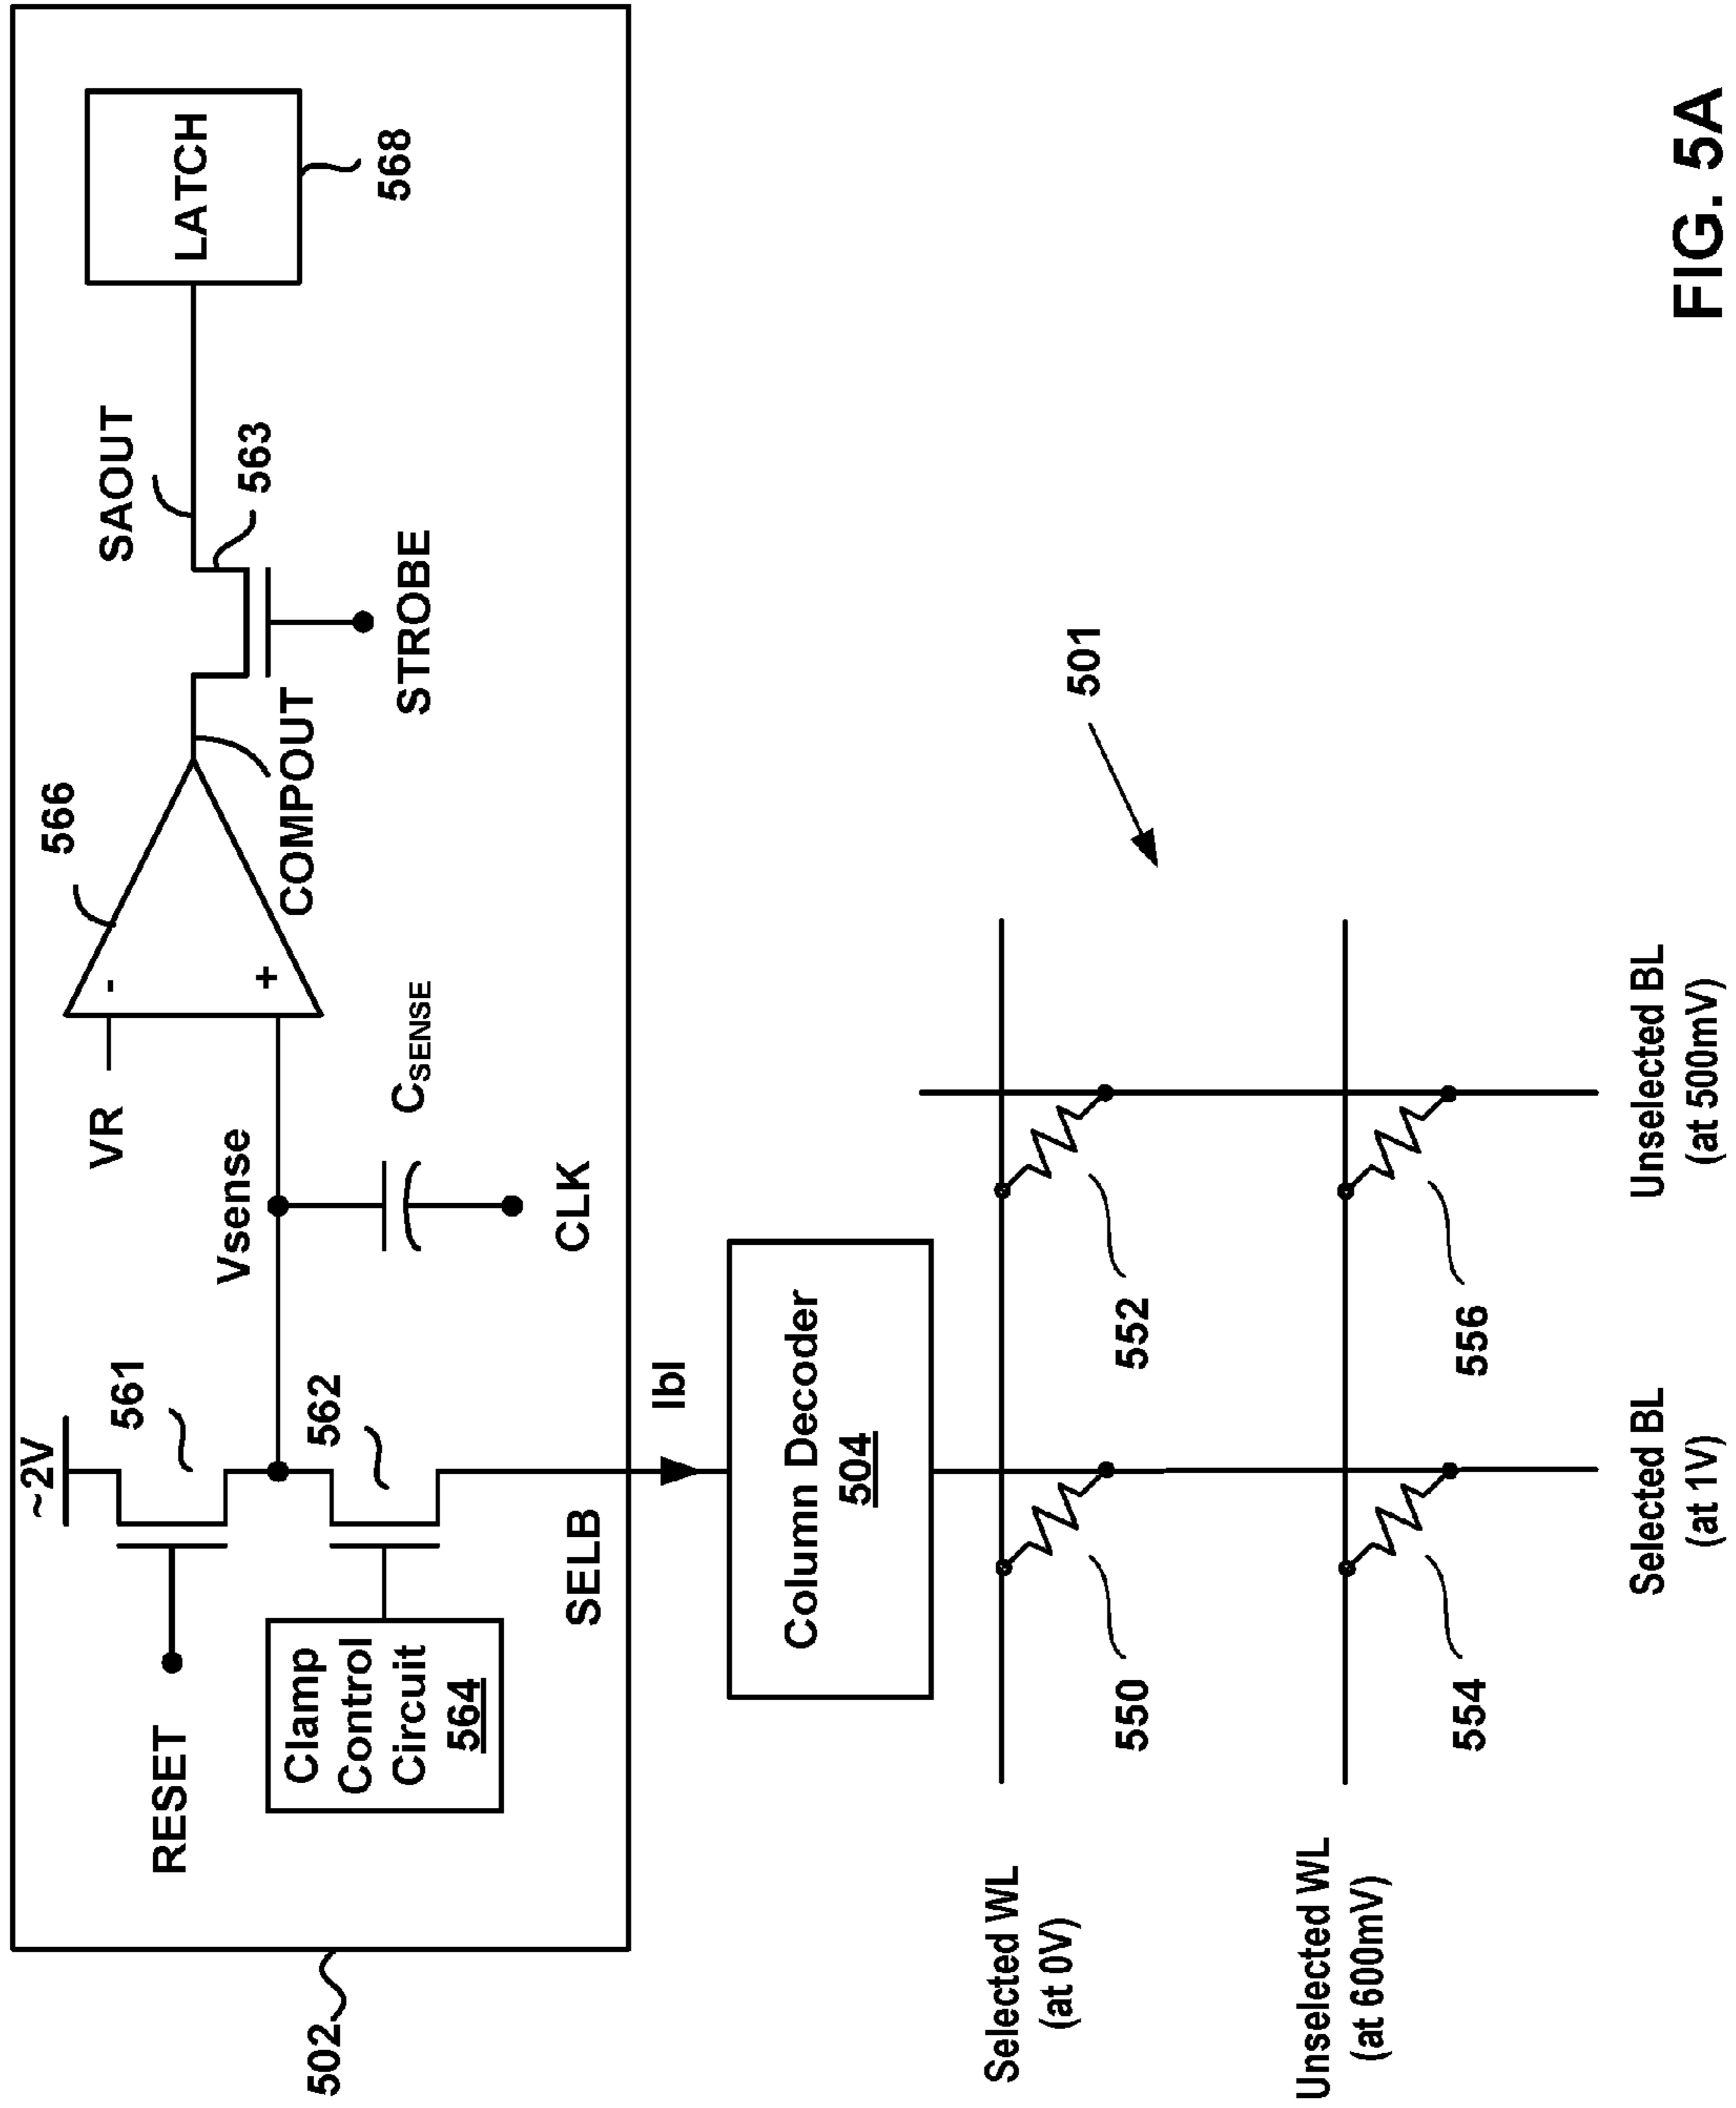 502
RESET
~2V
561
Clamp
Control
Circuit
564
562
Vsense
VR
566
-
+
CSENSE
CLK
COMPOUT
SAOUT
563
STROBE
LATCH
568
SELB
Ibl
Column Decoder
504
501
Selected WL
(at 0V)
550
552
Unselected WL
(at 600mV)
554
556
Selected BL
(at 1V)
Unselected BL
(at 500mV)
FIG. 5A